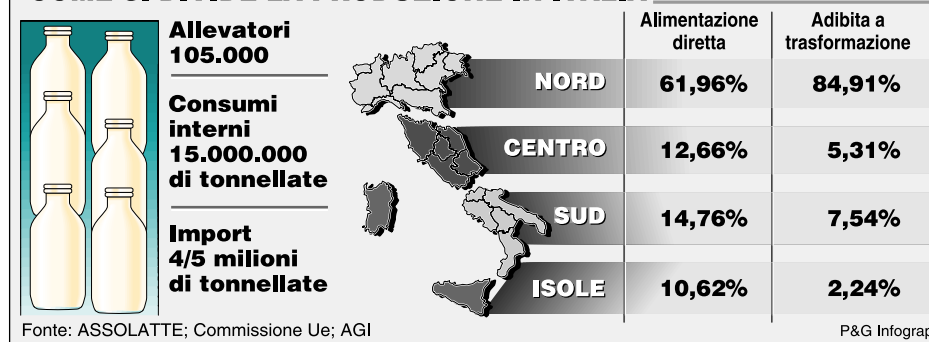 Alimentazione
diretta
Adibita a
trasformazione
Allevatori
105.000
Consumi
interni
15.000.000
di tonnellate
Import
4/5 milioni
di tonnellate
NORD 61,96% 84,91%
CENTRO 12,66% 5,31%
SUD 14,76% 7,54%
ISOLE 10,62% 2,24%
Fonte: ASSOLATTE; Commissione Ue; AGI
P&G Infograp